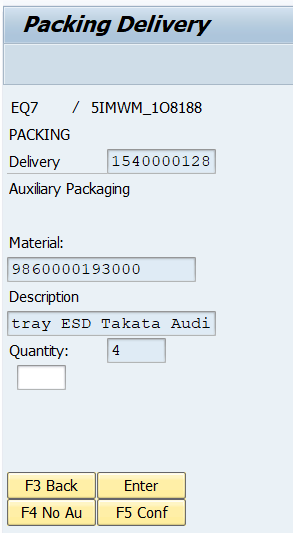 Packing Delivery
EQ7 / 5IMWM_1O8188
PACKING
Delivery 1540000128
Auxiliary Packaging
Material:
9860000193000
Description
tray ESD Takata Audi
Quantity: 4
F3 Back Enter
F4 No Au F5 Conf